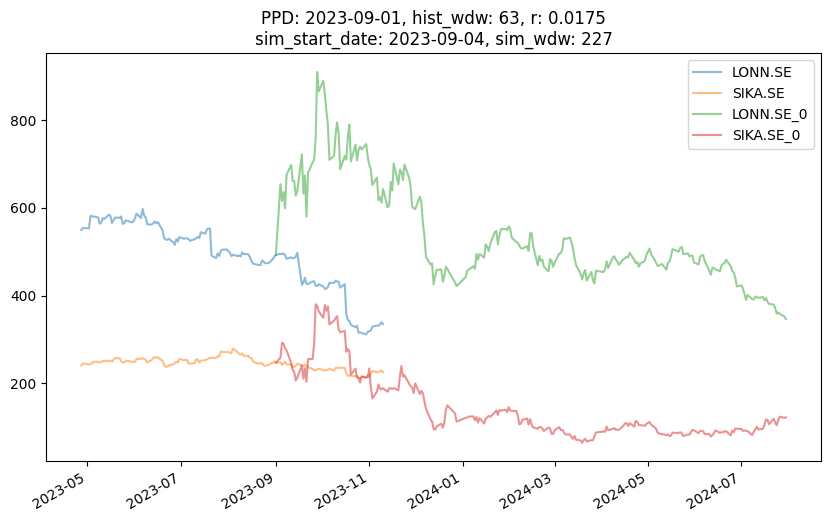 PPD: 2023-09-01, hist_wdw: 63, r: 0.0175
sim_start_date: 2023-09-04, sim_wdw: 227
LONN.SE
SIKA.SE
LONN.SE_0
SIKA.SE_0
800
600
400
200
2023-05
2023-07
2023-09
2023-11
2024-01
2024-03
2024-05
2024-07